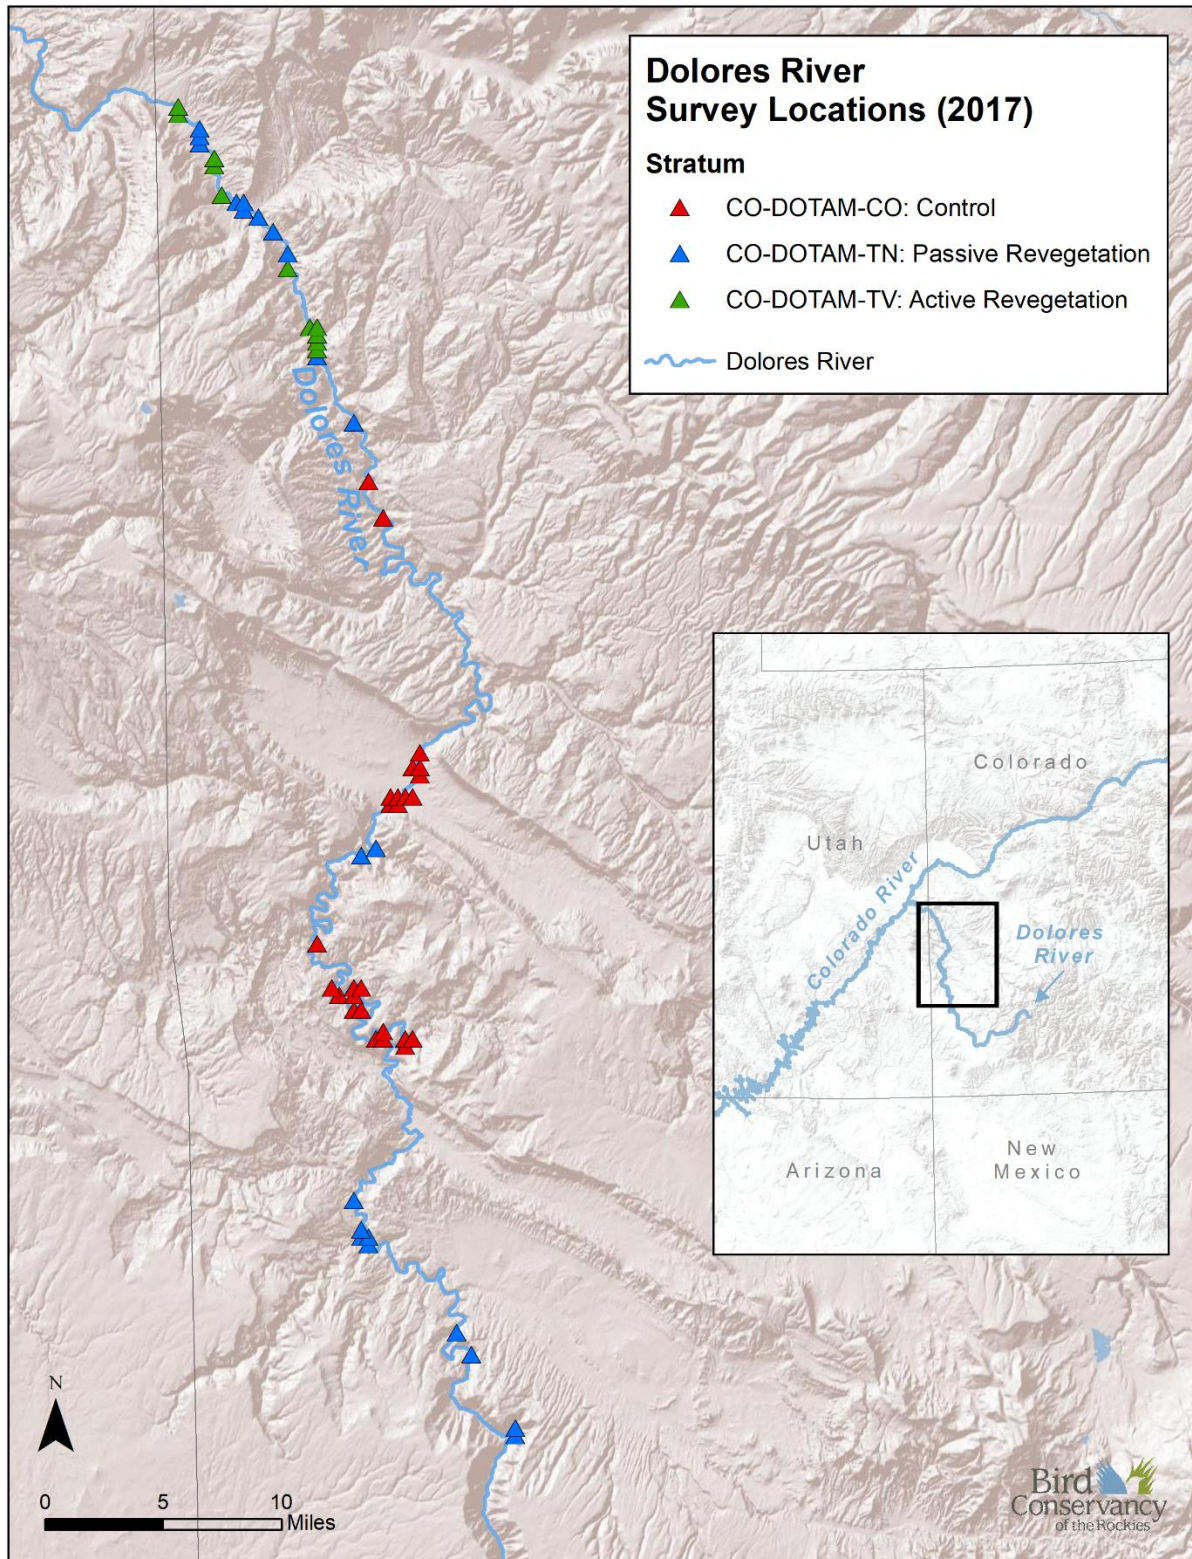 Dolores River
Survey Locations (2017)
Stratum
CO-DOTAM-CO: Control
CO-DOTAM-TN: Passive Revegetation
CO-DOTAM-TV: Active Revegetation
Dolores River
Dolores River
Colorado
Utah
Colorado River
Dolores
River
Arizona
New
Mexico
N
0 5 10
Miles
Bird
Conservancy
of the Rockies